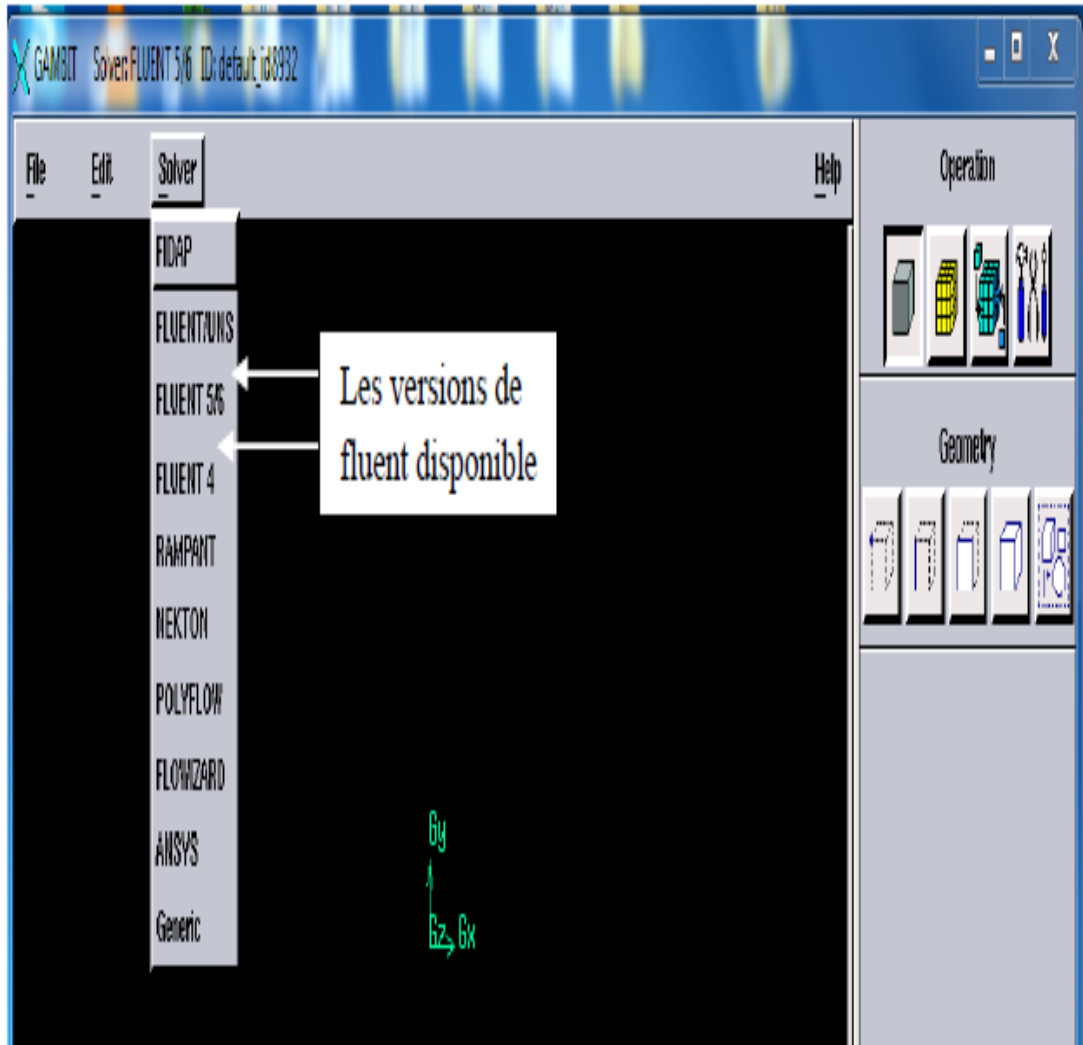 GAMBIT Solver: FLUENT 5/6 ID: default_id8932
File Edit Solver Help
Operation
FIDAP
FLUENT/UNS
FLUENT 5/6
FLUENT 4
RAMPANT
NEKTON
POLYFLOW
FLOWIZARD
ANSYS
Generic
Les versions de
fluent disponible
Geometry
Gy
Gz Gx